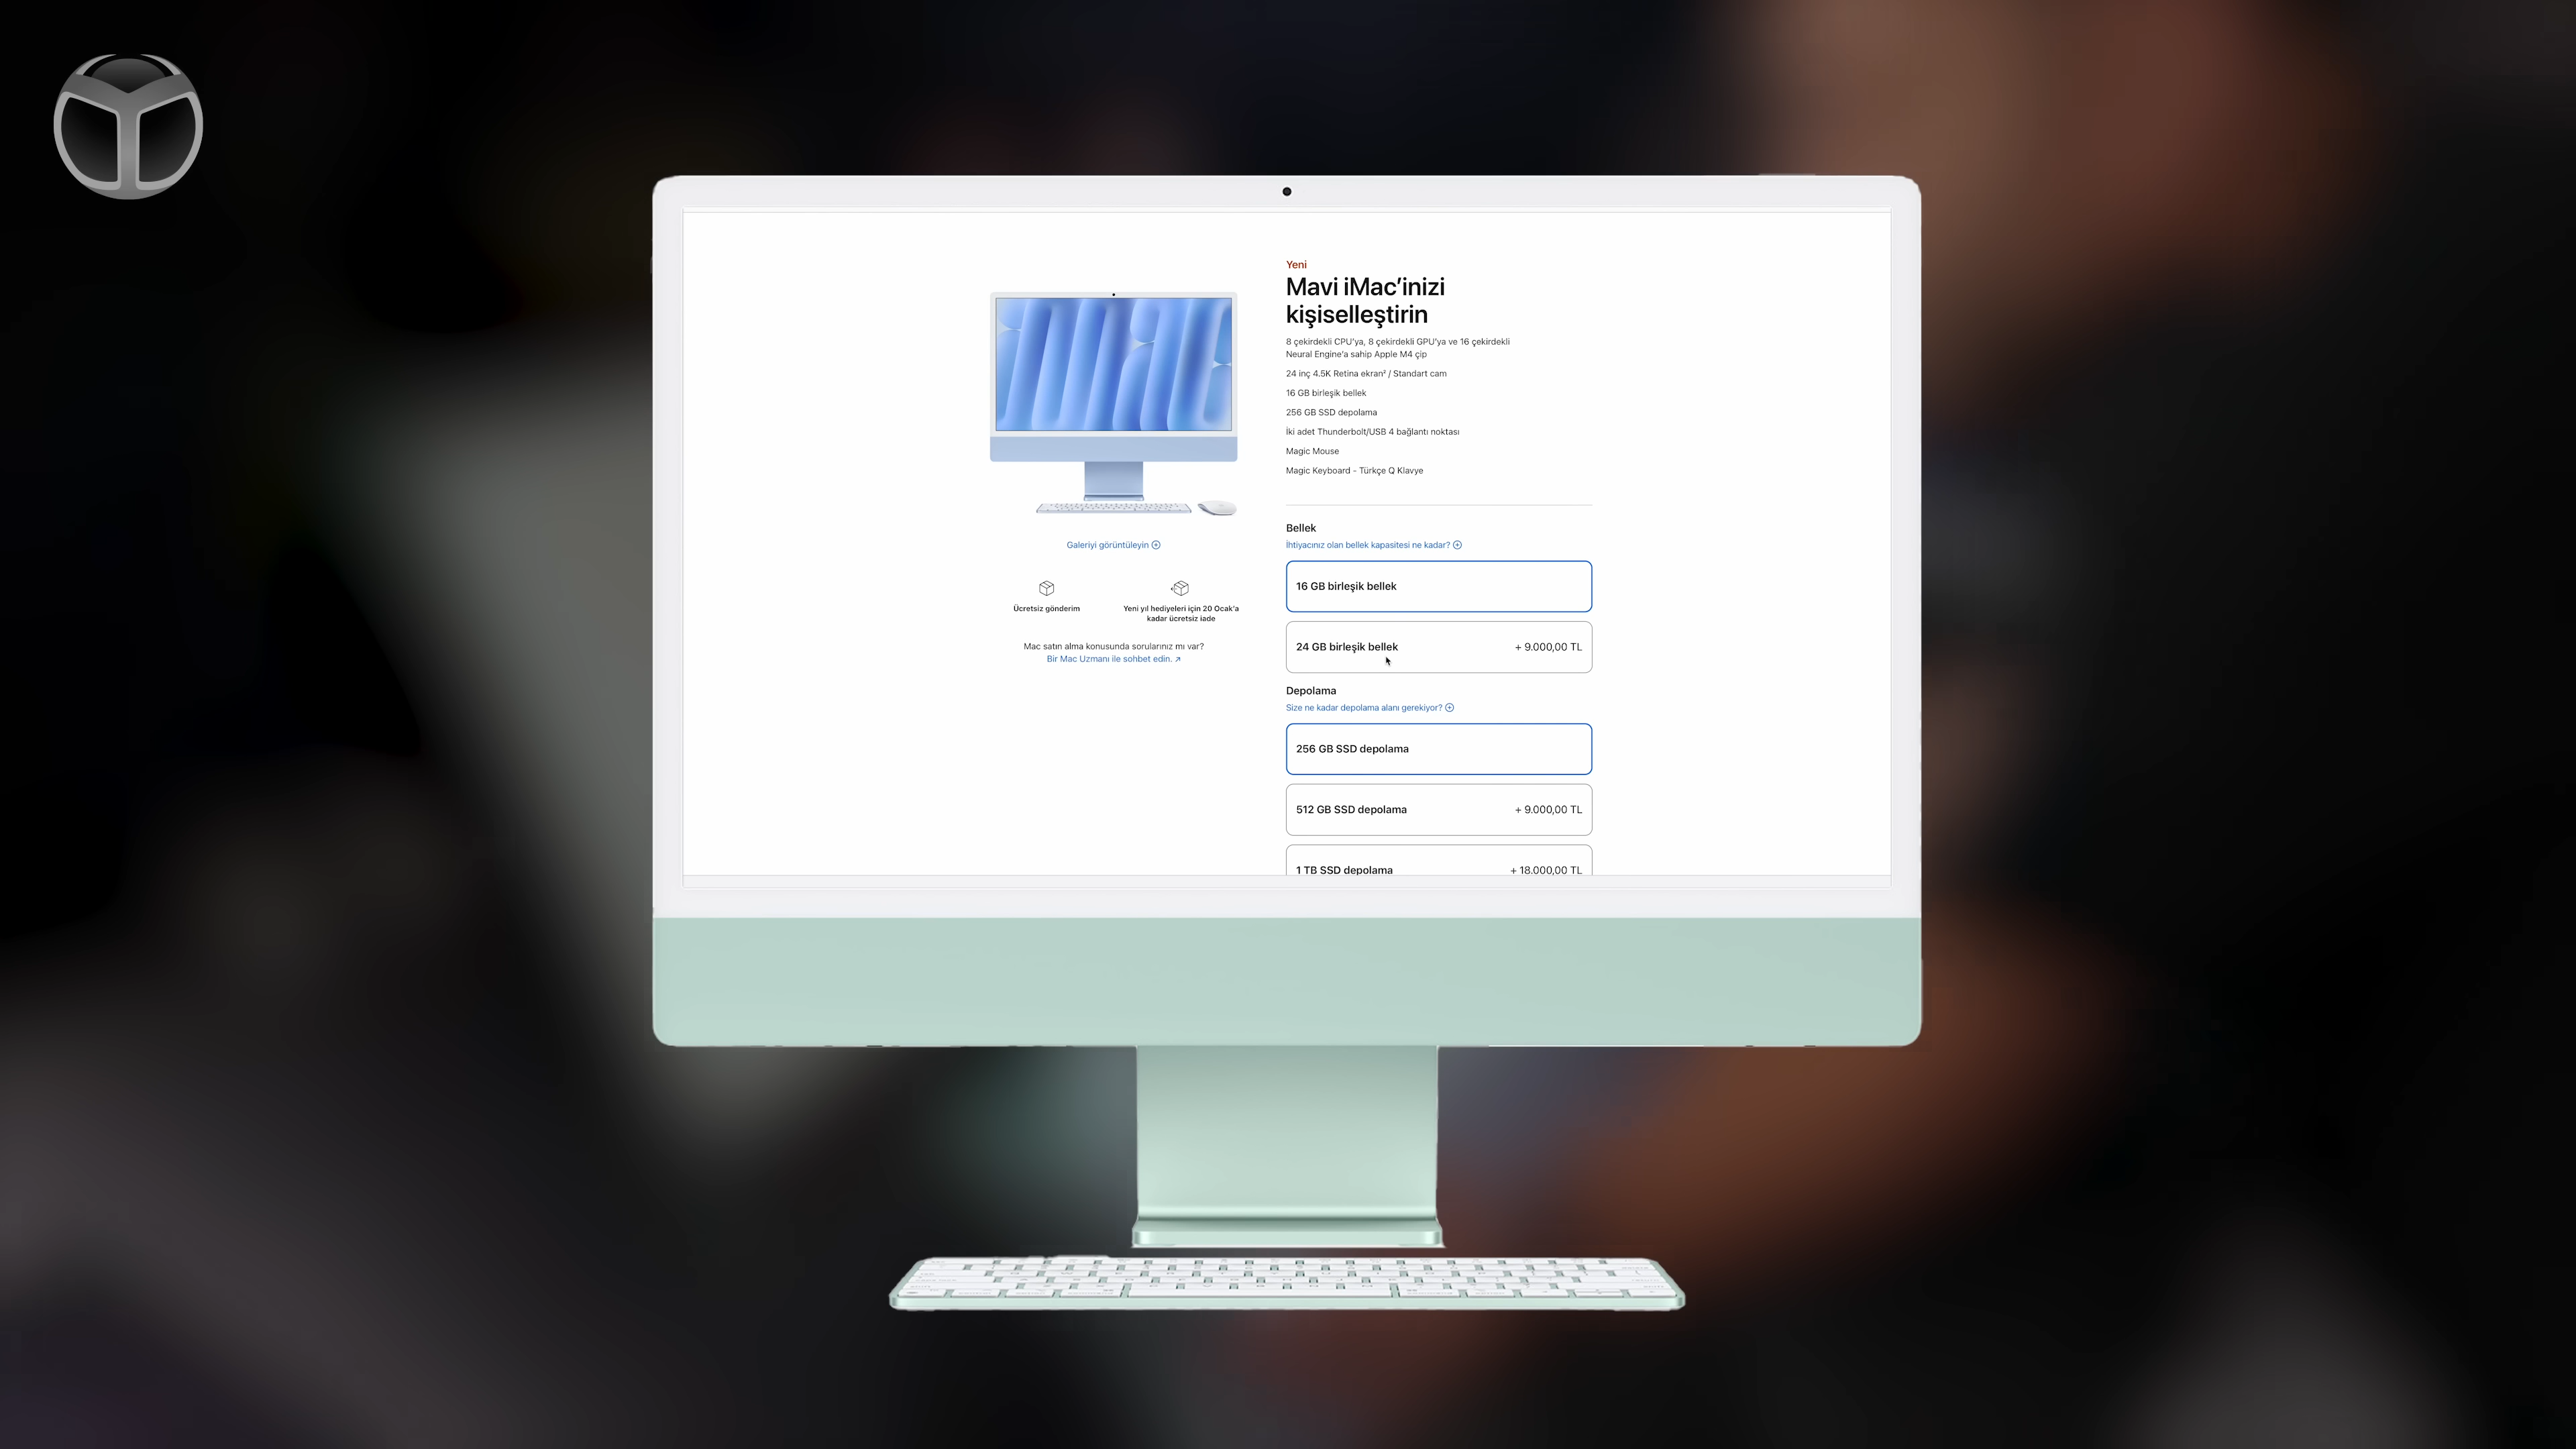 Yeni
Mavi iMac'inizi
kişiselleştirin
8 çekirdekli CPU'ya, 8 çekirdekli GPU'ya ve 16 çekirdekli
Neural Engine'a sahip Apple M4 çip
24 inç 4.5K Retina ekran² / Standart cam
16 GB birleşik bellek
256 GB SSD depolama
İki adet Thunderbolt/USB 4 bağlantı noktası
Magic Mouse
Magic Keyboard - Türkçe Q Klavye
Galeriyi görüntüleyin
Ücretsiz gönderim
Yeni yıl hediyeleri için 20 Ocak'a
kadar ücretsiz iade
Mac satın alma konusunda sorularınız mı var?
Bir Mac Uzmanı ile sohbet edin. ↗
Bellek
İhtiyacınız olan bellek kapasitesi ne kadar?
16 GB birleşik bellek
24 GB birleşik bellek + 9.000,00 TL
Depolama
Size ne kadar depolama alanı gerekiyor?
256 GB SSD depolama
512 GB SSD depolama + 9.000,00 TL
1 TB SSD depolama + 18.000,00 TL